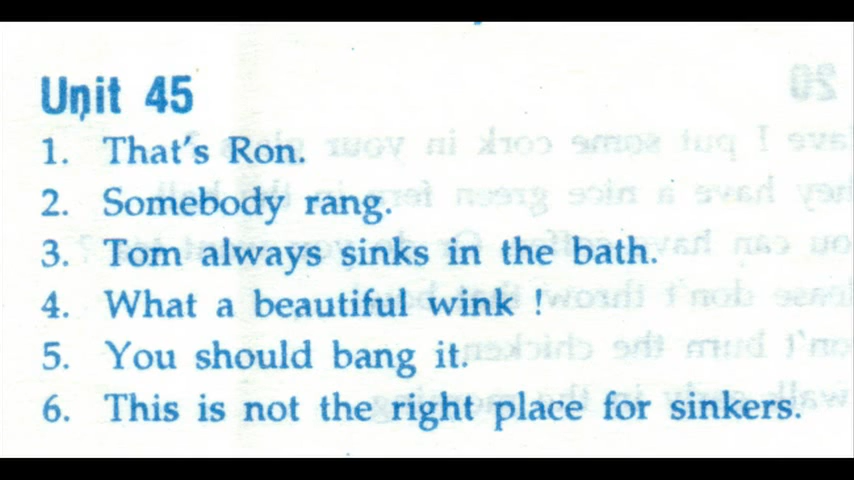 Unit 45
1. That's Ron.
2. Somebody rang.
3. Tom always sinks in the bath.
4. What a beautiful wink !
5. You should bang it.
6. This is not the right place for sinkers.